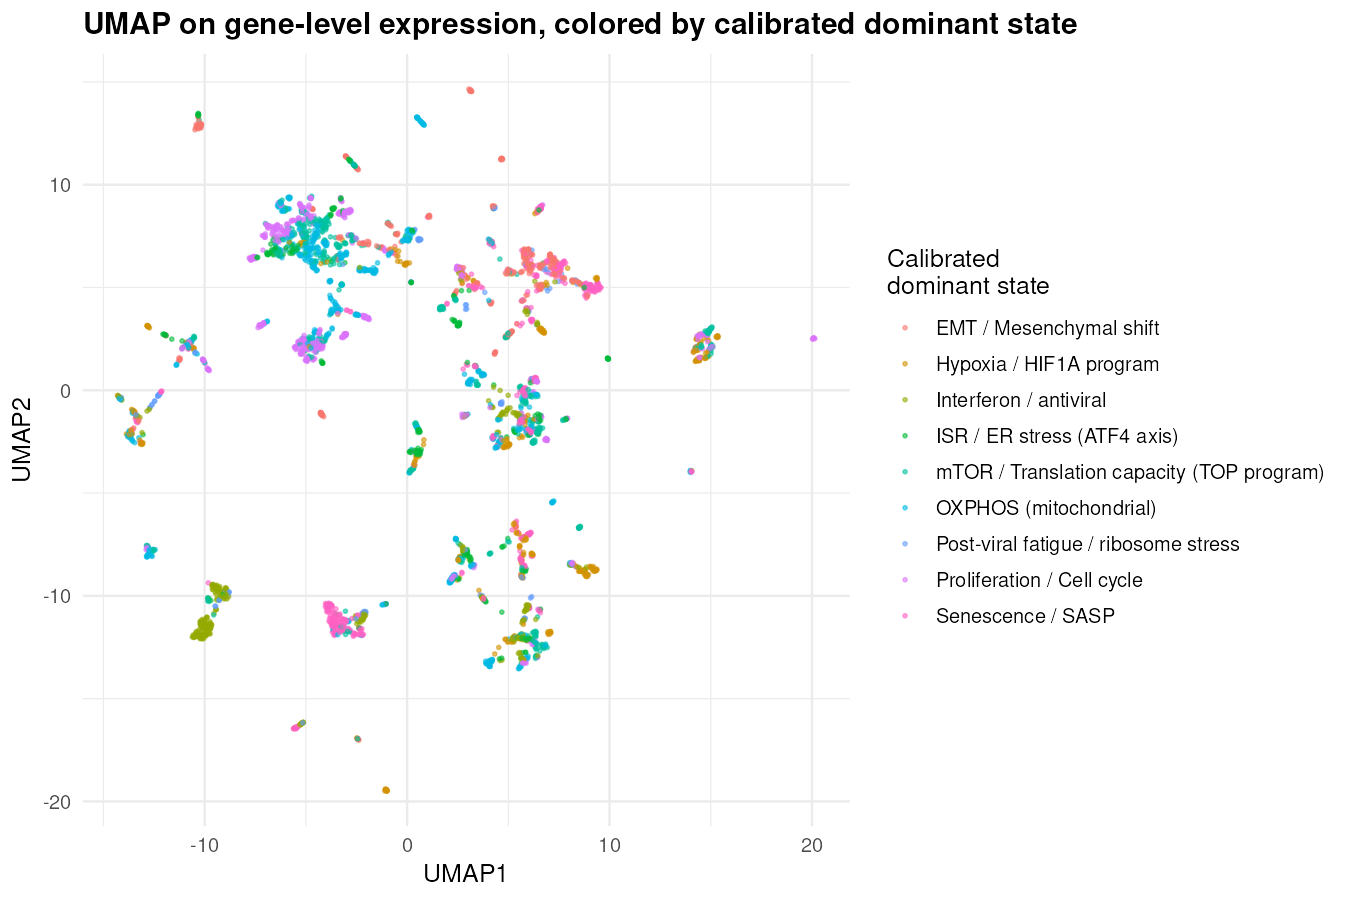 UMAP on gene-level expression, colored by calibrated dominant state
10
0
-10
-20
UMAP2
-10
0
10
20
UMAP1
Calibrated
dominant state
EMT / Mesenchymal shift
Hypoxia / HIF1A program
Interferon / antiviral
ISR / ER stress (ATF4 axis)
mTOR / Translation capacity (TOP program)
OXPHOS (mitochondrial)
Post-viral fatigue / ribosome stress
Proliferation / Cell cycle
Senescence / SASP